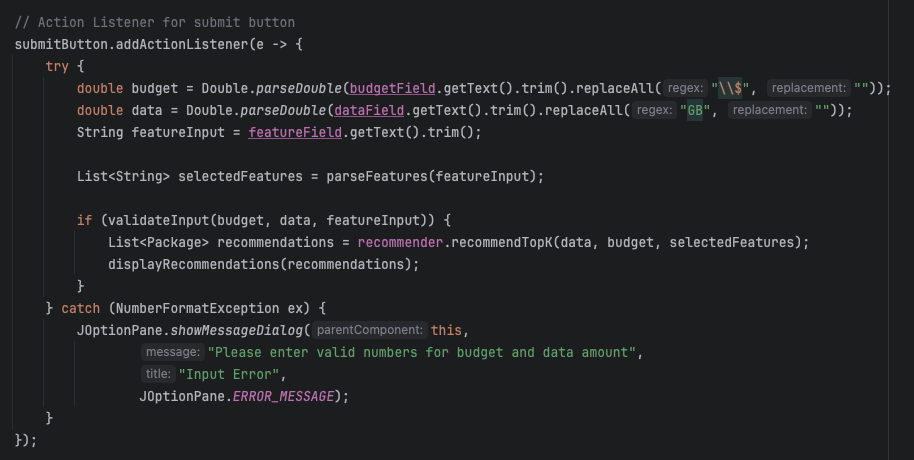 // Action Listener for submit button
submitButton.addActionListener(e -> {
    try {
        double budget = Double.parseDouble(budgetField.getText().trim().replaceAll( regex: "\\$", replacement: ""));
        double data = Double.parseDouble(dataField.getText().trim().replaceAll( regex: "GB", replacement: ""));
        String featureInput = featureField.getText().trim();

        List<String> selectedFeatures = parseFeatures(featureInput);

        if (validateInput(budget, data, featureInput)) {
            List<Package> recommendations = recommender.recommendTopK(data, budget, selectedFeatures);
            displayRecommendations(recommendations);
        }
    } catch (NumberFormatException ex) {
        JOptionPane.showMessageDialog( parentComponent: this,
                message: "Please enter valid numbers for budget and data amount",
                title: "Input Error",
                JOptionPane.ERROR_MESSAGE);
    }
});